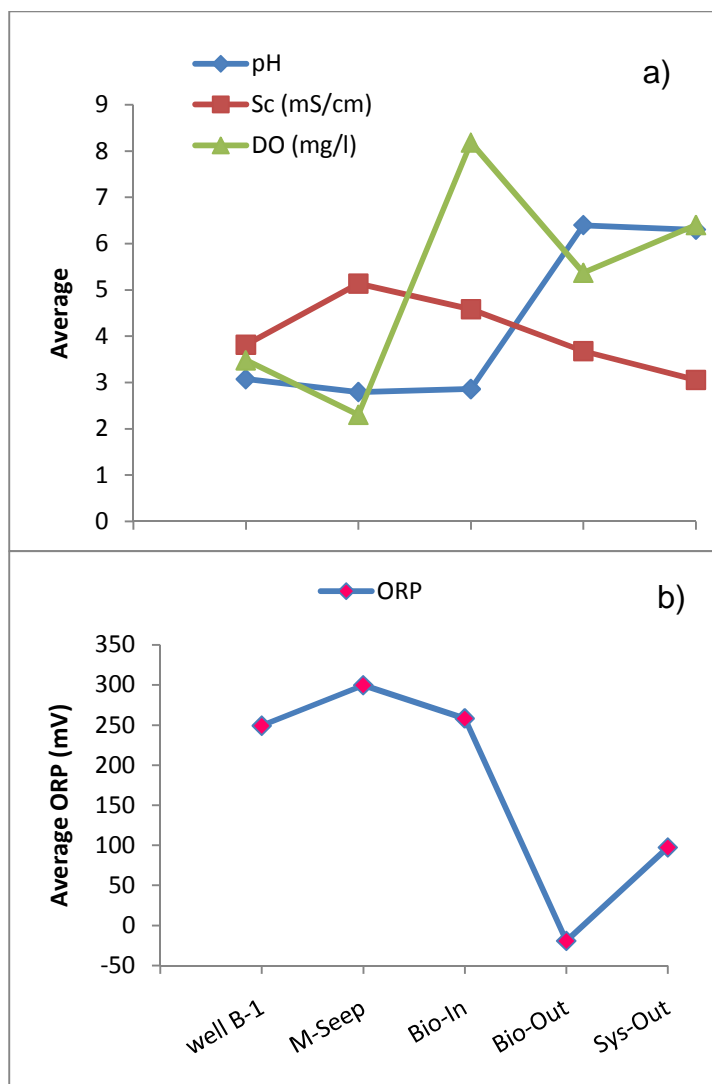 a)
pH
Sc (mS/cm)
DO (mg/l)
9
8
7
6
5
4
3
2
1
0
Average
b)
ORP
350
300
250
200
150
100
50
0
-50
Average ORP (mV)
well B-1
M-Seep
Bio-In
Bio-Out
Sys-Out